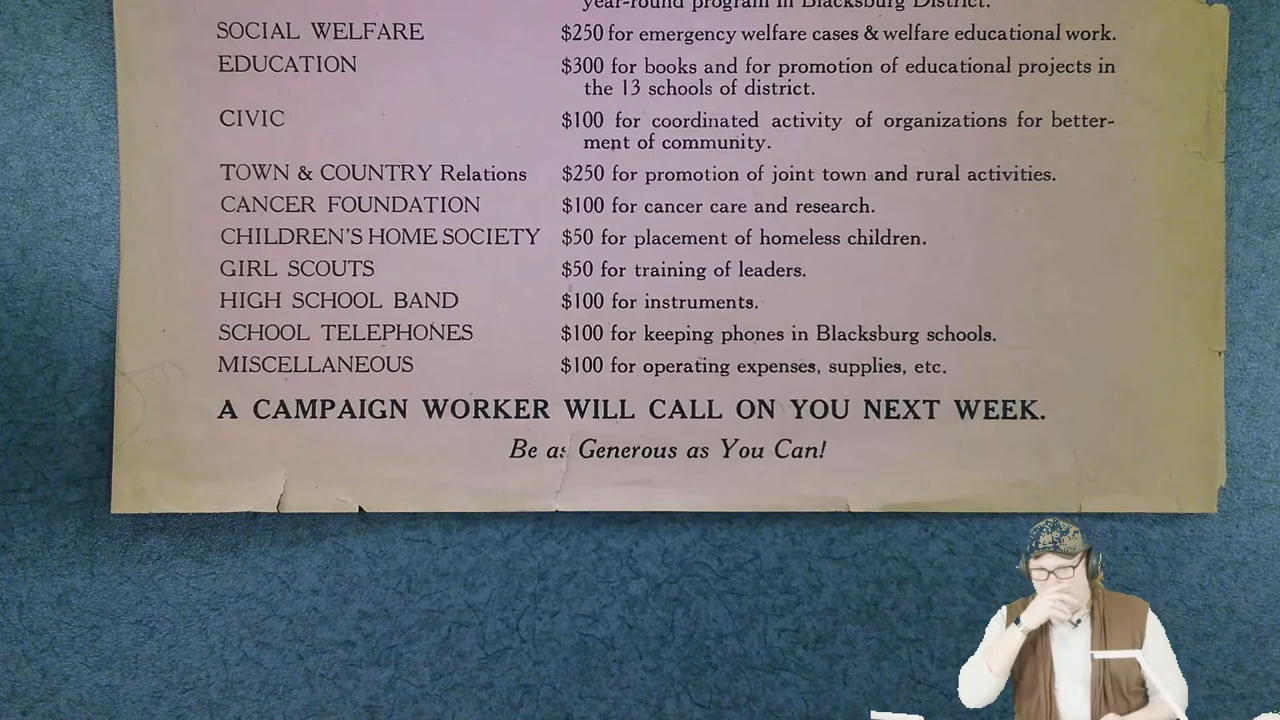 year-round program in Blacksburg District.
SOCIAL WELFARE $250 for emergency welfare cases & welfare educational work.
EDUCATION $300 for books and for promotion of educational projects in
the 13 schools of district.
CIVIC $100 for coordinated activity of organizations for better-
ment of community.
TOWN & COUNTRY Relations $250 for promotion of joint town and rural activities.
CANCER FOUNDATION $100 for cancer care and research.
CHILDREN'S HOME SOCIETY $50 for placement of homeless children.
GIRL SCOUTS $50 for training of leaders.
HIGH SCHOOL BAND $100 for instruments.
SCHOOL TELEPHONES $100 for keeping phones in Blacksburg schools.
MISCELLANEOUS $100 for operating expenses, supplies, etc.
A CAMPAIGN WORKER WILL CALL ON YOU NEXT WEEK.
Be as Generous as You Can!